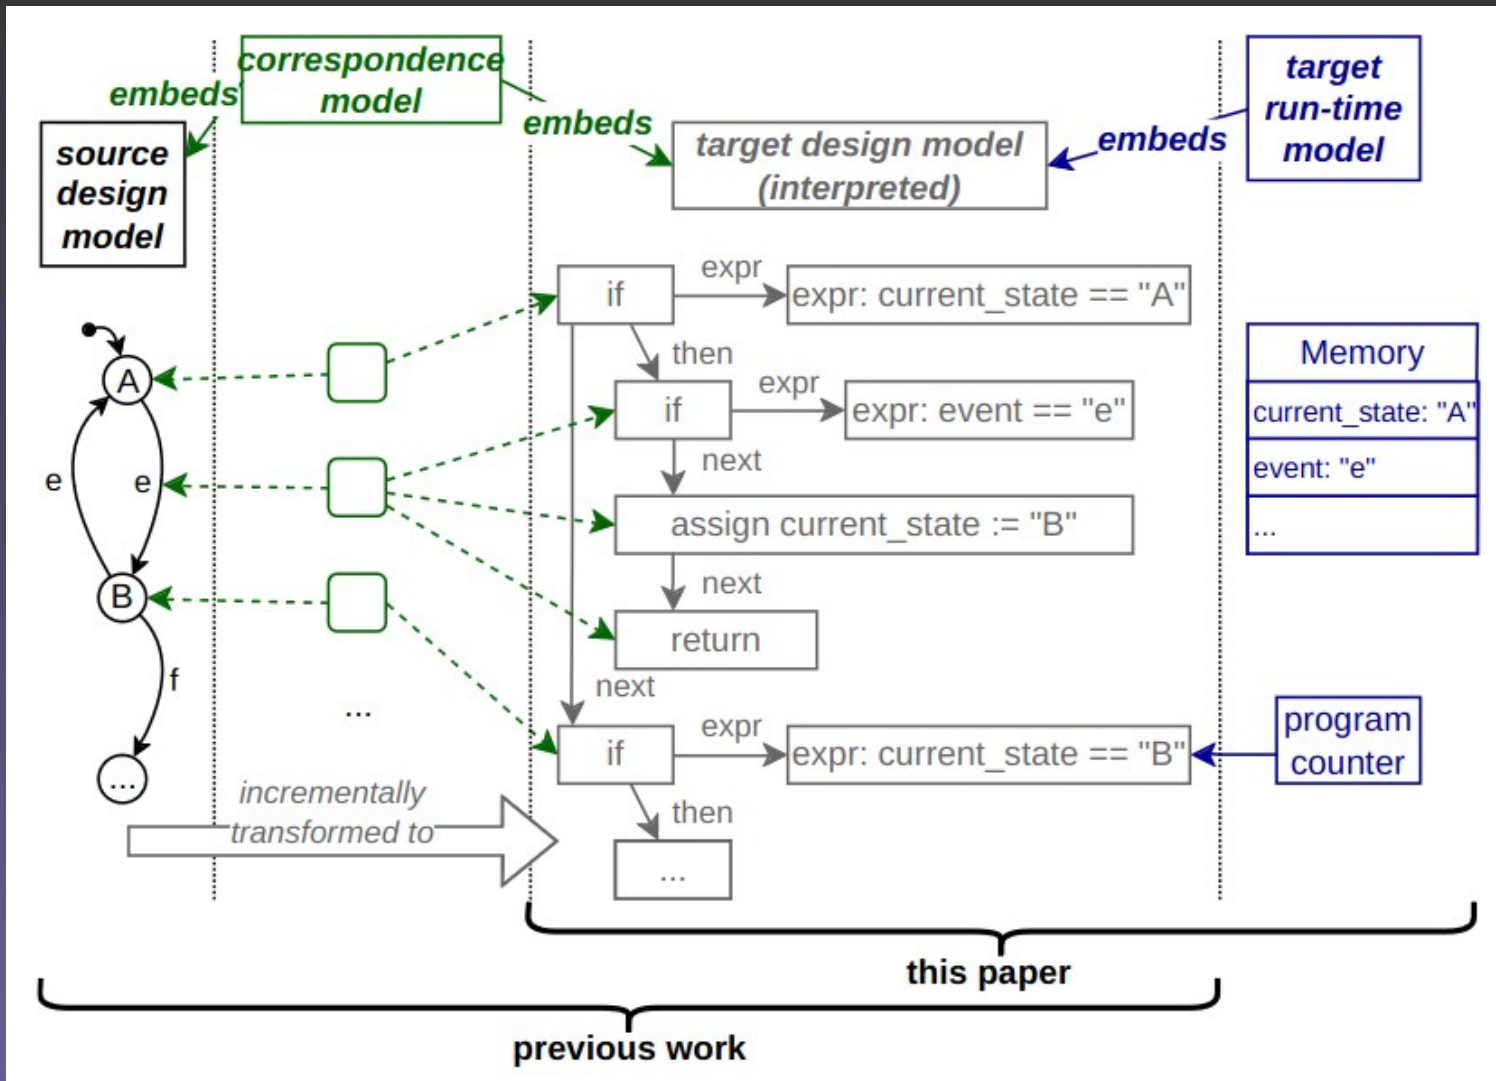 correspondence
model
embeds
embeds
source
design
model
target design model
(interpreted)
embeds
target
run-time
model
A
e
e
B
f
...
...
incrementally
transformed to
if
expr
expr: current_state == "A"
then
if
expr
expr: event == "e"
next
assign current_state := "B"
next
return
next
if
expr
expr: current_state == "B"
then
...
Memory
current_state: "A"
event: "e"
...
program
counter
this paper
previous work